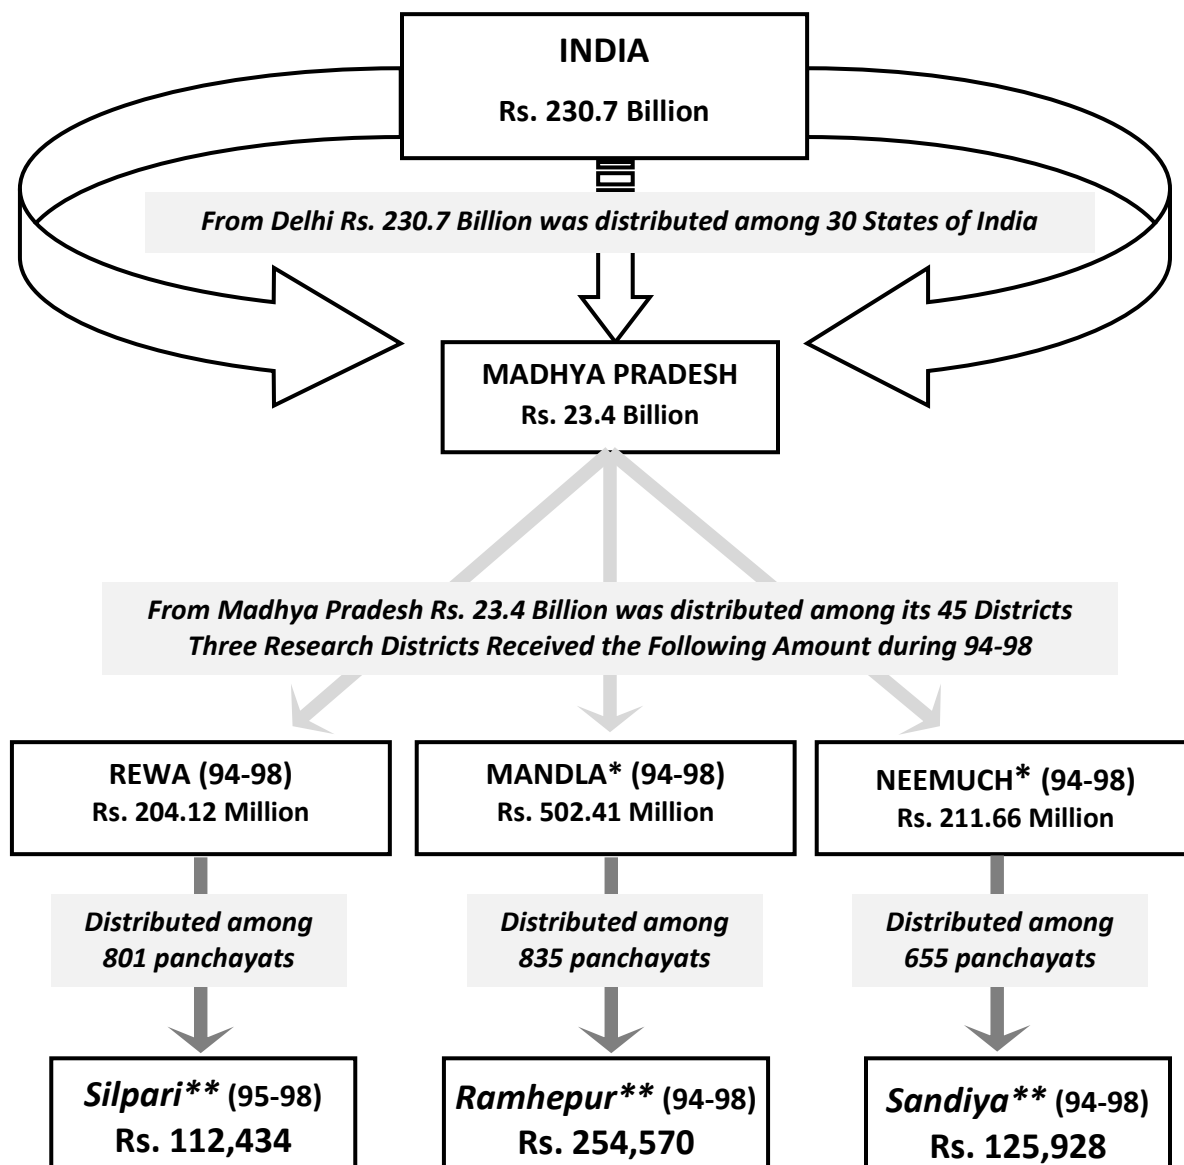 INDIA
Rs. 230.7 Billion
From Delhi Rs. 230.7 Billion was distributed among 30 States of India
MADHYA PRADESH
Rs. 23.4 Billion
From Madhya Pradesh Rs. 23.4 Billion was distributed among its 45 Districts
Three Research Districts Received the Following Amount during 94-98
REWA (94-98)
Rs. 204.12 Million
MANDLA* (94-98)
Rs. 502.41 Million
NEEMUCH* (94-98)
Rs. 211.66 Million
Distributed among
801 panchayats
Distributed among
835 panchayats
Distributed among
655 panchayats
Silpari** (95-98)
Rs. 112,434
Ramhepur** (94-98)
Rs. 254,570
Sandiya** (94-98)
Rs. 125,928